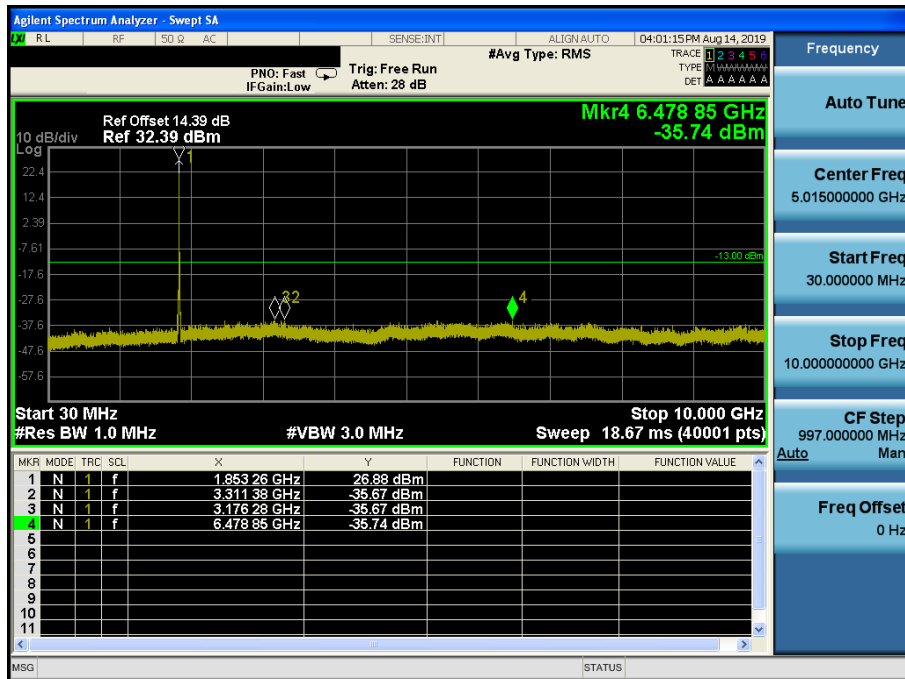 Agilent Spectrum Analyzer - Swept SA
LXI RL RF 50 Ω AC SENSE:INT ALIGN AUTO 04:01:15 PM Aug 14, 2019
#Avg Type: RMS TRACE 1 2 3 4 5 6
PNO: Fast Trig: Free Run TYPE M WWWWW
IFGain:Low Atten: 28 dB DET A A A A A A
Mkr4 6.478 85 GHz
-35.74 dBm
Ref Offset 14.39 dB
10 dB/div Ref 32.39 dBm
Log
1
22.4
12.4
2.39
-7.61
-13.00 dBm
-17.6
-27.6
32 4
-37.6
-47.6
-57.6
Start 30 MHz Stop 10.000 GHz
#Res BW 1.0 MHz #VBW 3.0 MHz Sweep 18.67 ms (40001 pts)
MKR MODE TRC SCL X Y FUNCTION FUNCTION WIDTH FUNCTION VALUE
1 N 1 f 1.853 26 GHz 26.88 dBm
2 N 1 f 3.311 38 GHz -35.67 dBm
3 N 1 f 3.176 28 GHz -35.67 dBm
4 N 1 f 6.478 85 GHz -35.74 dBm
5
6
7
8
9
10
11
MSG STATUS
Frequency
Auto Tune
Center Freq
5.015000000 GHz
Start Freq
30.000000 MHz
Stop Freq
10.000000000 GHz
CF Step
997.000000 MHz
Auto Man
Freq Offset
0 Hz